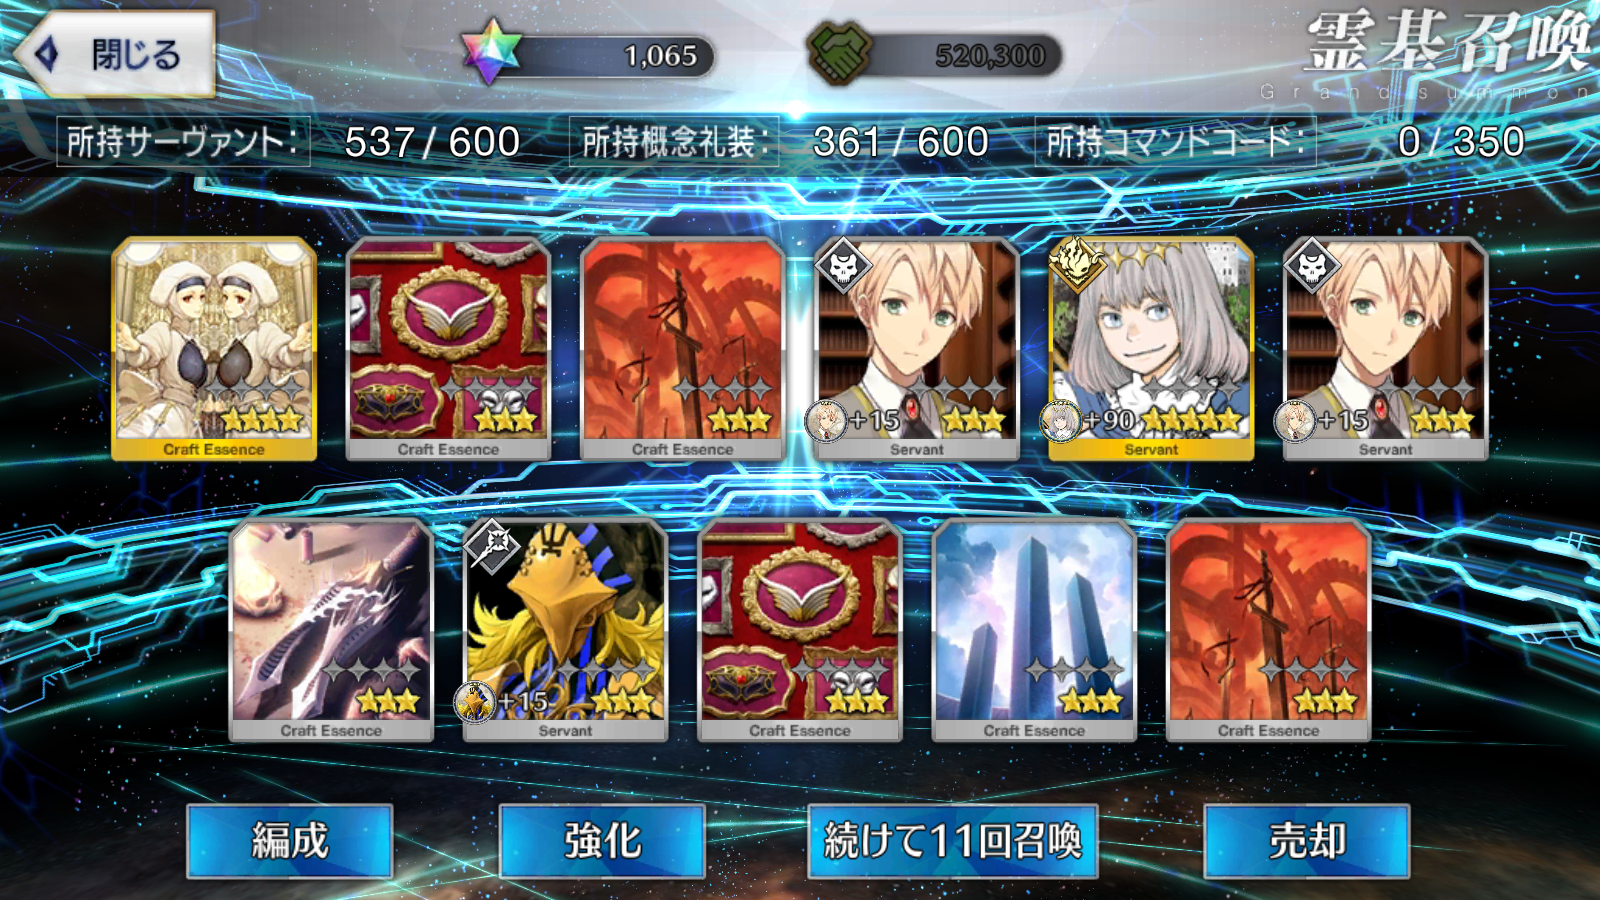 閉じる
1,065
520,300
霊基召喚
Grand summon
所持サーヴァント: 537 / 600 所持概念礼装: 361 / 600 所持コマンドコード: 0 / 350
+15 +90 +15
Craft Essence Craft Essence Craft Essence Servant Servant Servant
+15
Craft Essence Servant Craft Essence Craft Essence Craft Essence
編成 強化 続けて11回召喚 売却